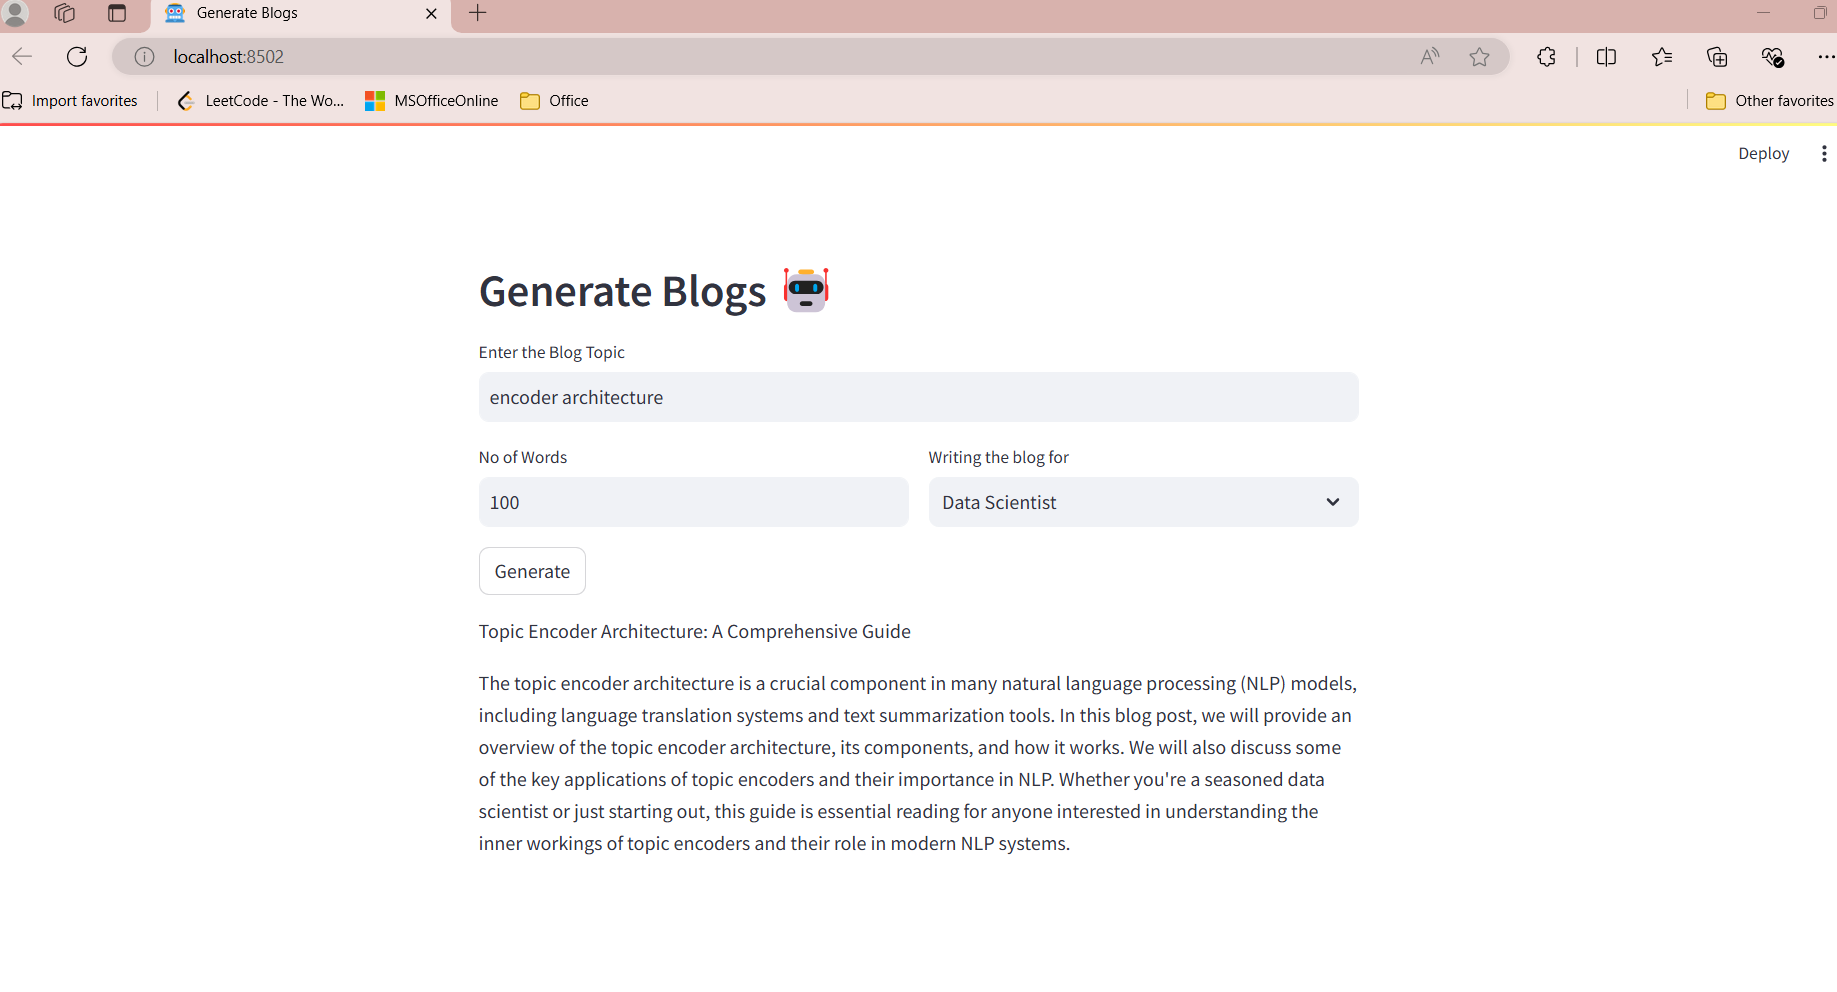 Generate Blogs
localhost:8502
Import favorites
LeetCode - The Wo...
MSOfficeOnline
Office
Other favorites
Deploy
Generate Blogs
Enter the Blog Topic
encoder architecture
No of Words
Writing the blog for
100
Data Scientist
Generate
Topic Encoder Architecture: A Comprehensive Guide
The topic encoder architecture is a crucial component in many natural language processing (NLP) models,
including language translation systems and text summarization tools. In this blog post, we will provide an
overview of the topic encoder architecture, its components, and how it works. We will also discuss some
of the key applications of topic encoders and their importance in NLP. Whether you're a seasoned data
scientist or just starting out, this guide is essential reading for anyone interested in understanding the
inner workings of topic encoders and their role in modern NLP systems.